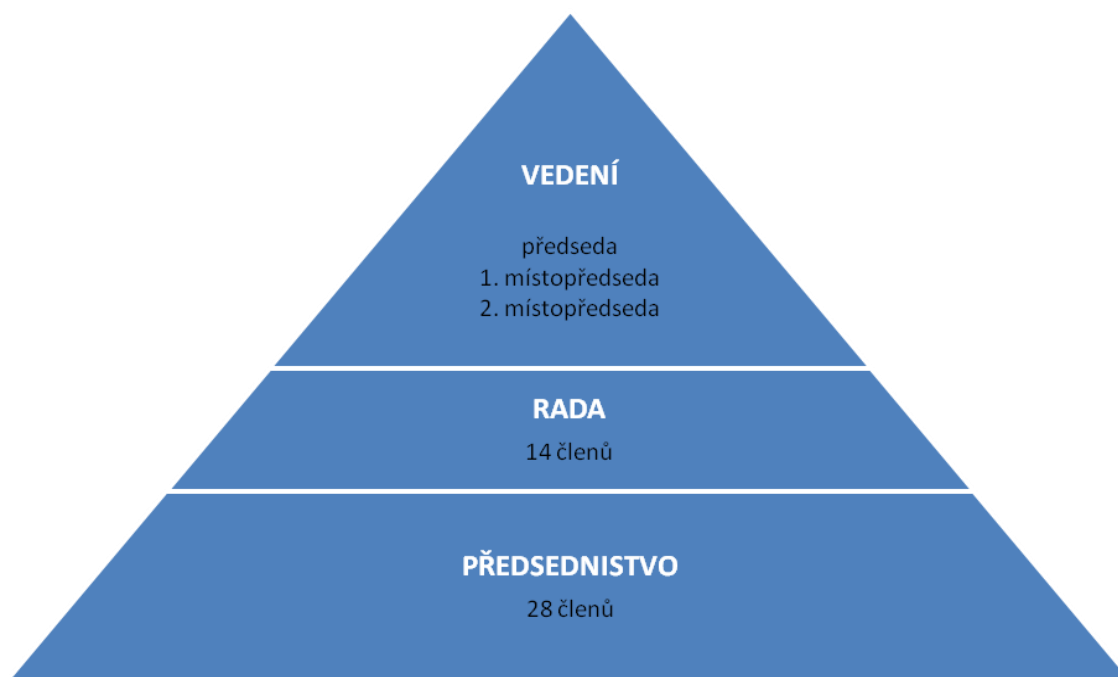 VEDENÍ
předseda
1. místopředseda
2. místopředseda
RADA
14 členů
PŘEDSEDNISTVO
28 členů